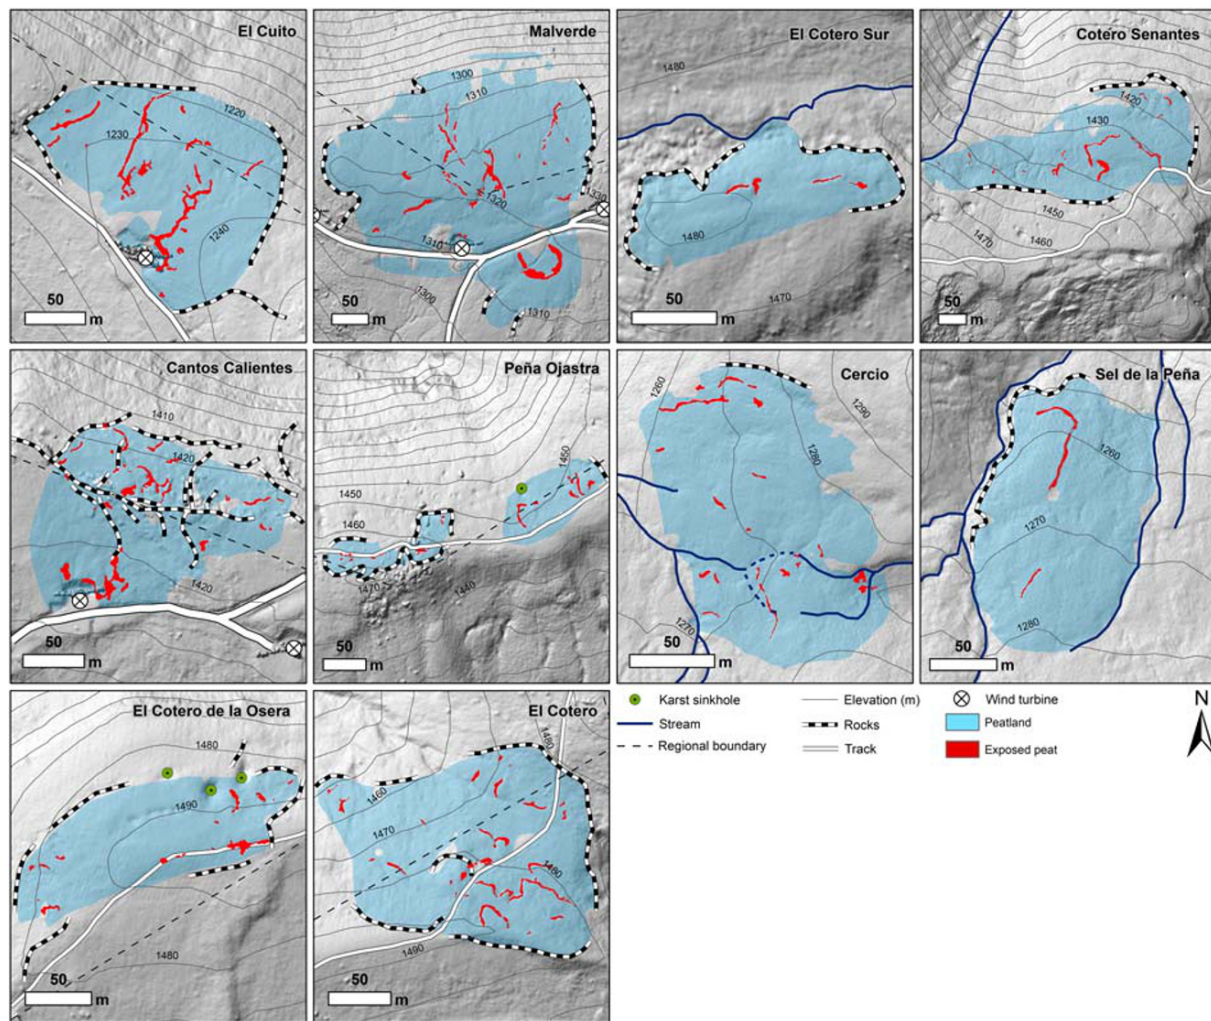 El Cuito
1220
1230
1240
50
m
Malverde
1300
1310
1320
1330
1310
1300
1310
50
m
El Cotero Sur
1480
1480
1470
50
m
Cotero Senantes
1420
1430
1450
1460
1470
50
m
Cantos Calientes
1410
1420
1420
50
m
Peña Ojastra
1450
1450
1460
1470
1440
50
m
Cercio
1260
1290
1280
1270
50
m
Sel de la Peña
1260
1270
1280
50
m
El Cotero de la Osera
1480
1490
1480
50
m
El Cotero
1480
1460
1470
1480
1490
50
m
Karst sinkhole
Stream
Regional boundary
Elevation (m)
Rocks
Track
Wind turbine
Peatland
Exposed peat
N